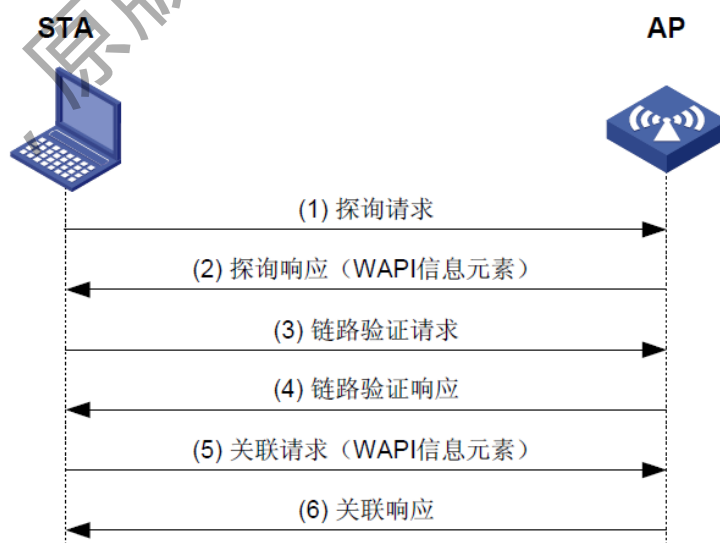 STA AP
(1) 探询请求
(2) 探询响应（WAPI信息元素）
(3) 链路验证请求
(4) 链路验证响应
(5) 关联请求（WAPI信息元素）
(6) 关联响应
原